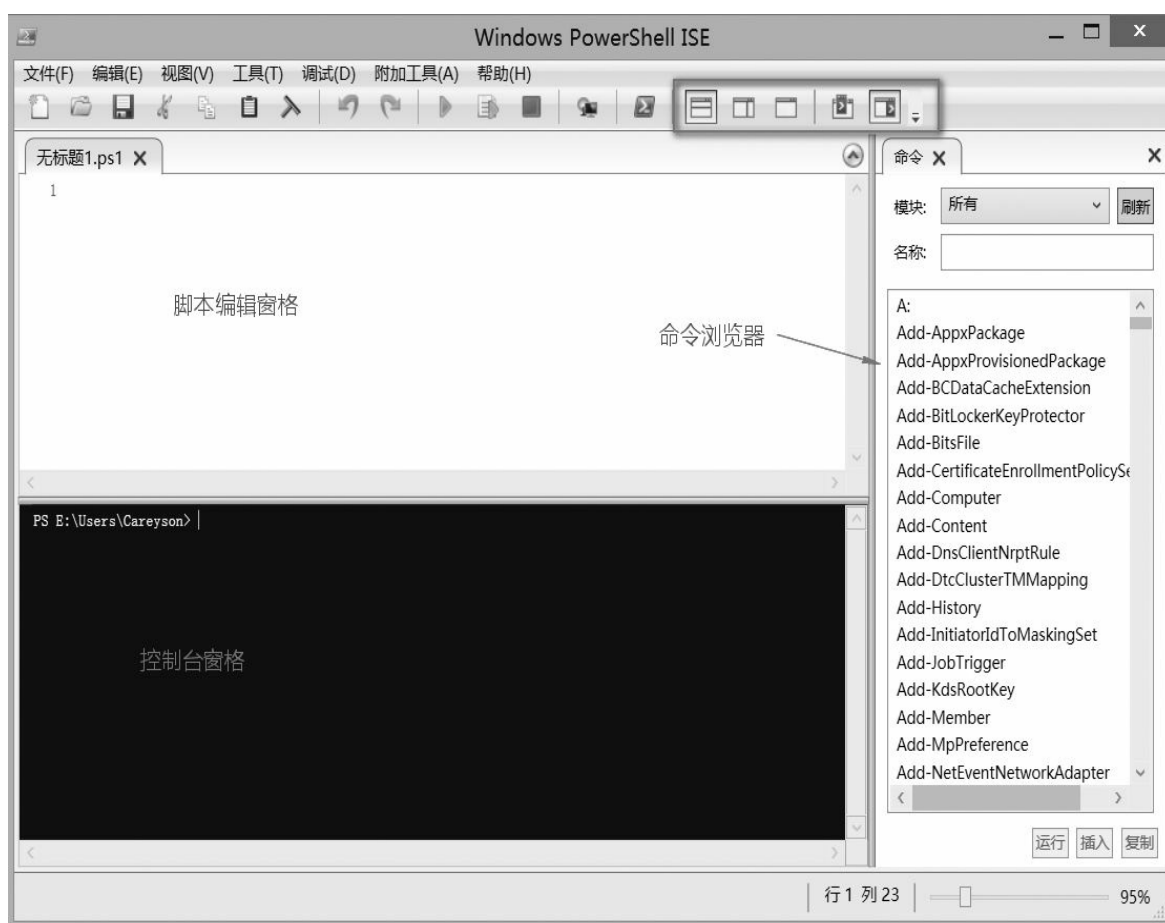 Windows PowerShell ISE
文件(F) 编辑(E) 视图(V) 工具(T) 调试(D) 附加工具(A) 帮助(H)
无标题1.ps1
1
脚本编辑窗格
命令浏览器
PS E:\Users\Careyson>
控制台窗格
命令
模块: 所有 刷新
名称:
A:
Add-AppxPackage
Add-AppxProvisionedPackage
Add-BCDataCacheExtension
Add-BitLockerKeyProtector
Add-BitsFile
Add-CertificateEnrollmentPolicySe
Add-Computer
Add-Content
Add-DnsClientNrptRule
Add-DtcClusterTMMapping
Add-History
Add-InitiatorIdToMaskingSet
Add-JobTrigger
Add-KdsRootKey
Add-Member
Add-MpPreference
Add-NetEventNetworkAdapter
运行 插入 复制
行 1 列 23 95%